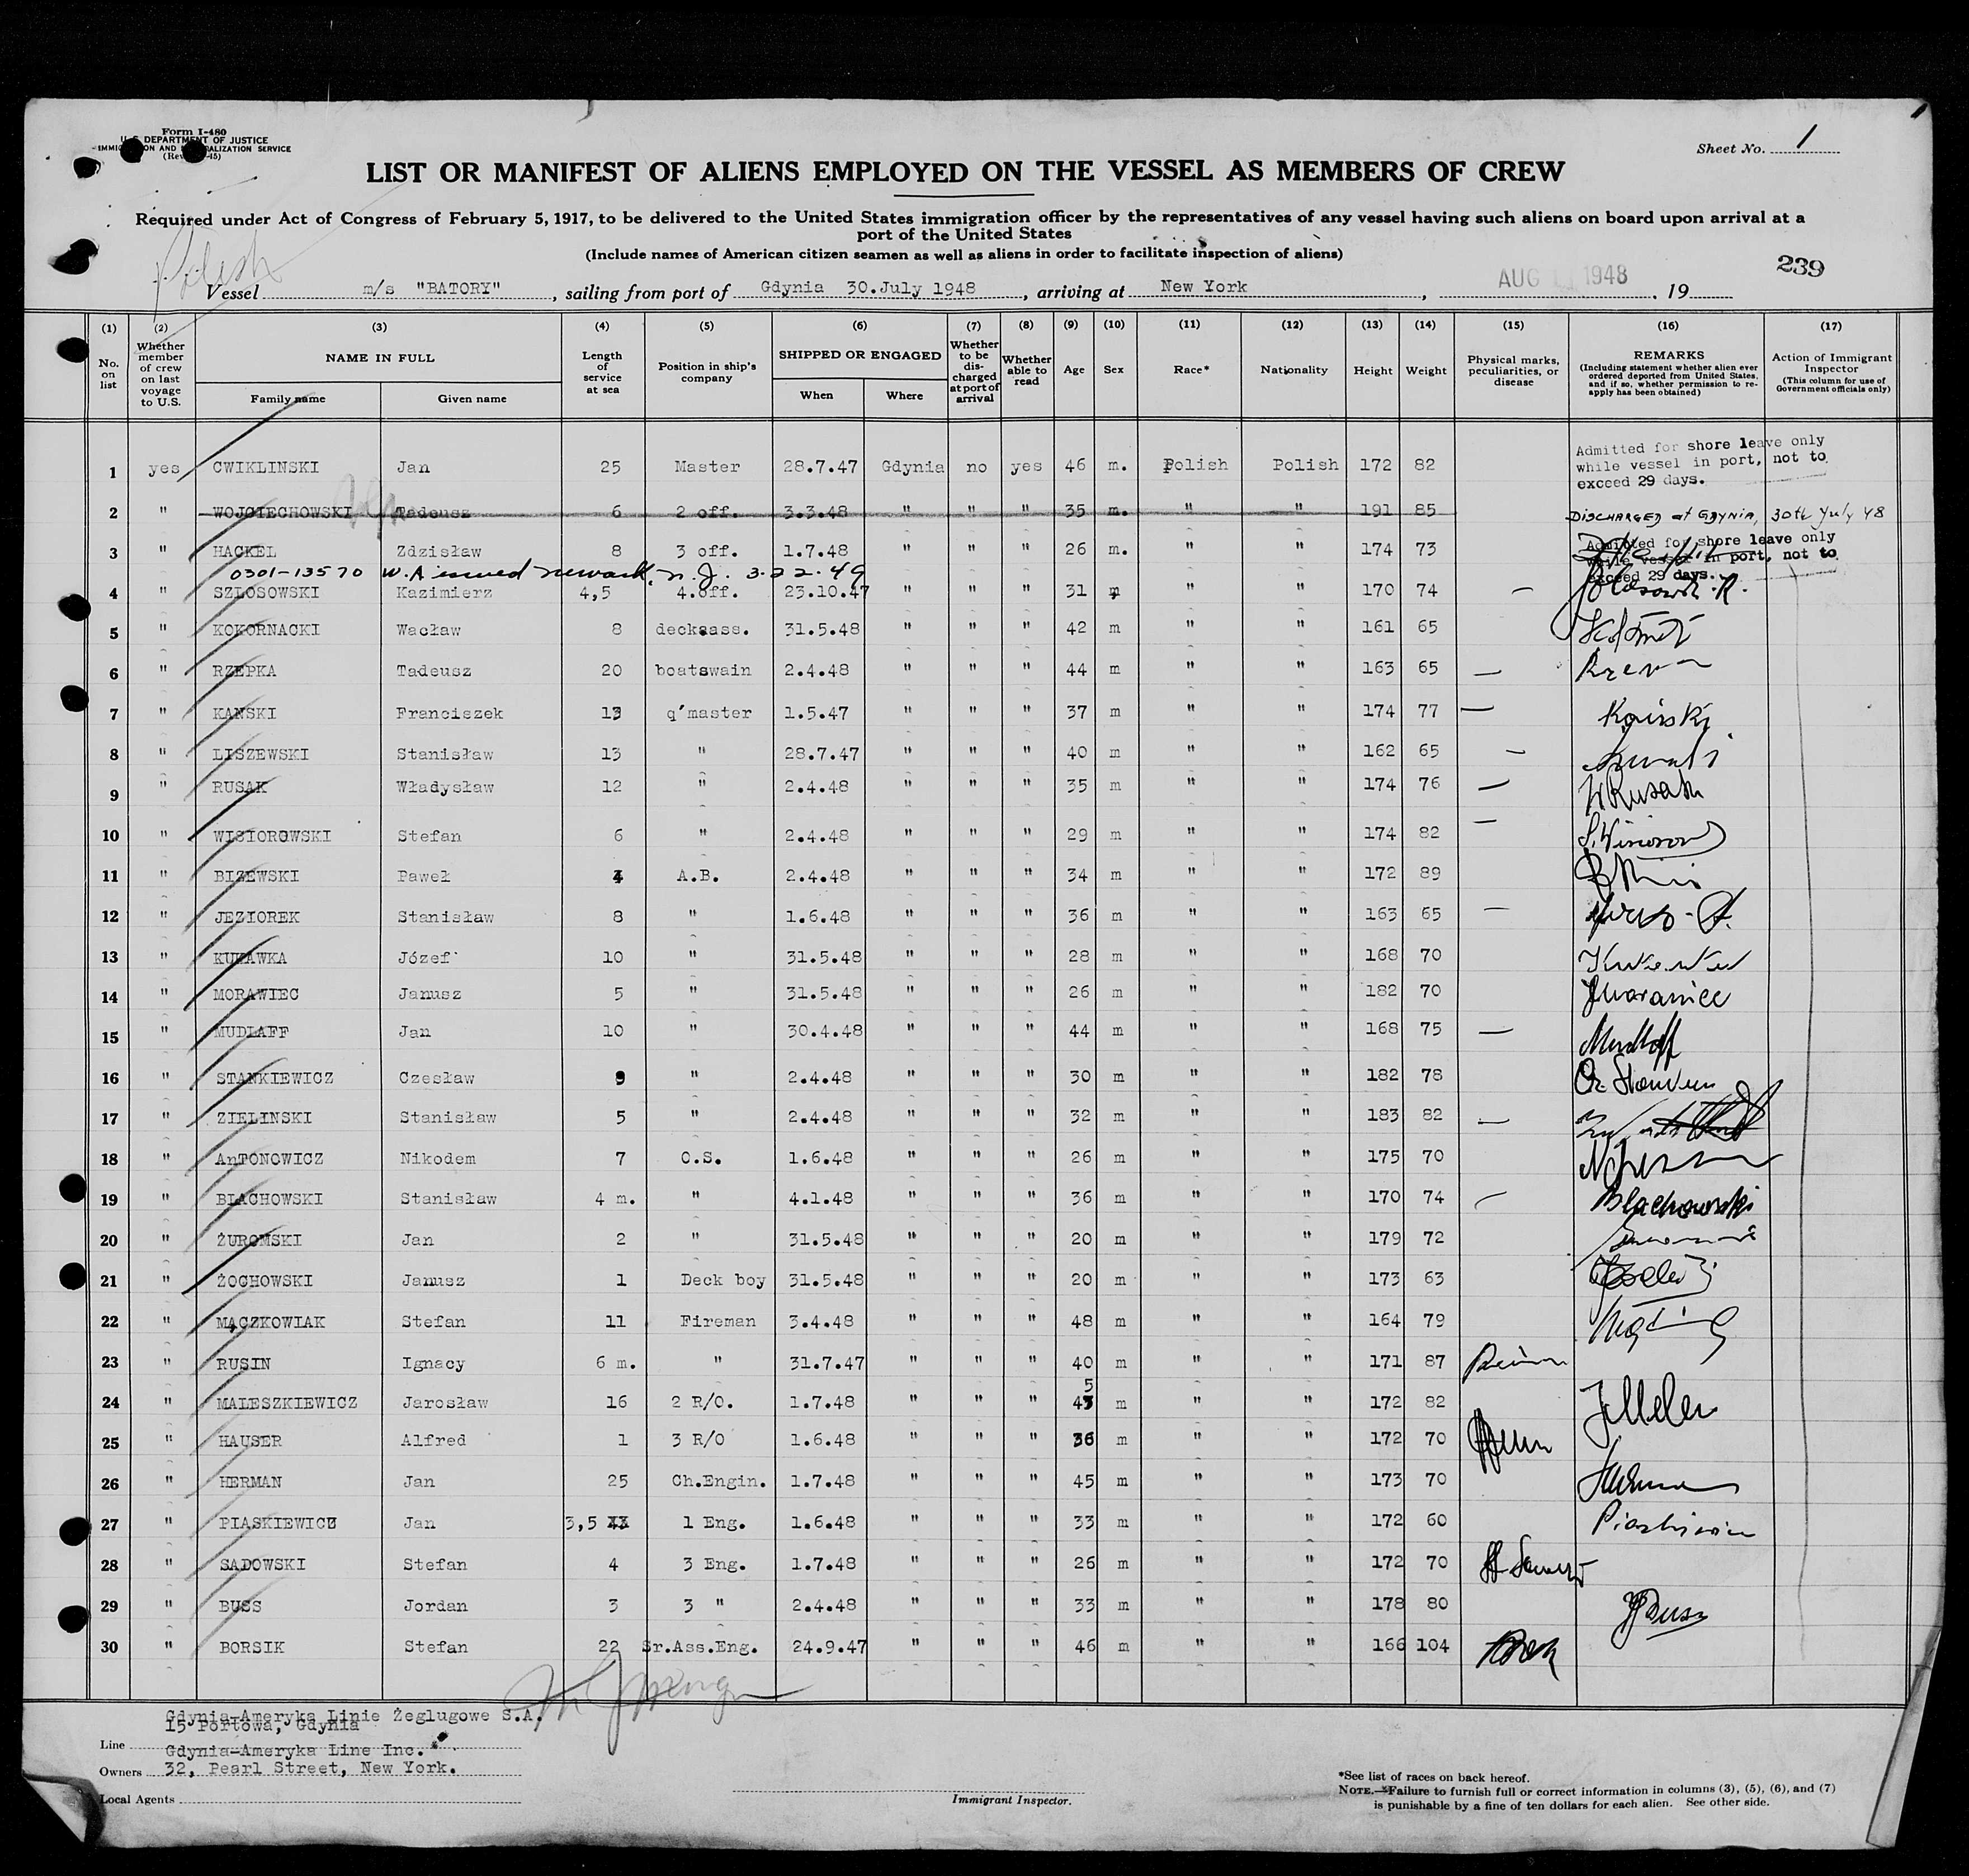 Form I-480
U. S. DEPARTMENT OF JUSTICE
IMMIGRATION AND NATURALIZATION SERVICE
Sheet No. 1
LIST OR MANIFEST OF ALIENS EMPLOYED ON THE VESSEL AS MEMBERS OF CREW
Required under Act of Congress of February 5, 1917, to be delivered to the United States immigration officer by the representatives of any vessel having such aliens on board upon arrival at a
port of the United States
(Include names of American citizen seamen as well as aliens in order to facilitate inspection of aliens)
Polish
239
Vessel m/s "BATORY", sailing from port of Gdynia 30.July 1948, arriving at New York, AUG 1948, 19
(1) (2) (3) (4) (5) (6) (7) (8) (9) (10) (11) (12) (13) (14) (15) (16) (17)
No. on list
Whether member of crew on last voyage to U.S.
NAME IN FULL
Family name Given name
Length of service at sea
Position in ship's company
SHIPPED OR ENGAGED
When Where
Whether to be discharged at port of arrival
Whether able to read
Age
Sex
Race*
Nationality
Height
Weight
Physical marks, peculiarities, or disease
REMARKS
(Including statement whether alien ever ordered deported from United States, and if so, whether permission to re-apply has been obtained)
Action of Immigrant Inspector
(This column for use of Government officials only)
1 yes CWIKLINSKI Jan 25 Master 28.7.47 Gdynia no yes 46 m. Polish Polish 172 82
Admitted for shore leave only
while vessel in port, not to
exceed 29 days.
2 " WOJCIECHOWSKI Tadeusz 6 2 off. 3.3.48 " " " 35 m. " " 191 85 DISCHARGED at GDYNIA, 30th July 48
3 " HACKEL Zdzisław 8 3 off. 1.7.48 " " " 26 m. " " 174 73
Admitted for shore leave only
while vessel in port, not to
exceed 29 days.
0301-13570 W.A issued newark, n.J. 3-22-49
4 " SZLOSOWSKI Kazimierz 4,5 4.off. 23.10.47 " " " 31 m " " 170 74 —
5 " KOKORNACKI Wacław 8 deckass. 31.5.48 " " " 42 m " " 161 65
6 " RZEPKA Tadeusz 20 boatswain 2.4.48 " " " 44 m " " 163 65 —
7 " KANSKI Franciszek 13 q'master 1.5.47 " " " 37 m " " 174 77 — Kański
8 " LISZEWSKI Stanisław 13 " 28.7.47 " " " 40 m " " 162 65 —
9 " RUSAK Władysław 12 " 2.4.48 " " " 35 m " " 174 76 — WRusak
10 " WISIOROWSKI Stefan 6 " 2.4.48 " " " 29 m " " 174 82 —
11 " BIZEWSKI Paweł 4 A.B. 2.4.48 " " " 34 m " " 172 89
12 " JEZIOREK Stanisław 8 " 1.6.48 " " " 36 m " " 163 65 —
13 " KUKAWKA Józef 10 " 31.5.48 " " " 28 m " " 168 70
14 " MORAWIEC Janusz 5 " 31.5.48 " " " 26 m " " 182 70 JMorawiec
15 " MUDLAFF Jan 10 " 30.4.48 " " " 44 m " " 168 75 — Mudlaff
16 " STANKIEWICZ Czesław 9 " 2.4.48 " " " 30 m " " 182 78
17 " ZIELINSKI Stanisław 5 " 2.4.48 " " " 32 m " " 183 82 —
18 " AnTONOWICZ Nikodem 7 O.S. 1.6.48 " " " 26 m " " 175 70
19 " BLACHOWSKI Stanisław 4 m. " 4.1.48 " " " 36 m " " 170 74 — Blachowski
20 " ŻUROMSKI Jan 2 " 31.5.48 " " " 20 m " " 179 72
21 " ŻOCHOWSKI Janusz 1 Deck boy 31.5.48 " " " 20 m " " 173 63
22 " MĄCZKOWIAK Stefan 11 Fireman 3.4.48 " " " 48 m " " 164 79
23 " RUSIN Ignacy 6 m. " 31.7.47 " " " 40 m " " 171 87
24 " MALESZKIEWICZ Jarosław 16 2 R/O. 1.7.48 " " " 45 m " " 172 82
25 " HAUSER Alfred 1 3 R/O 1.6.48 " " " 36 m " " 172 70
26 " HERMAN Jan 25 Ch.Engin. 1.7.48 " " " 45 m " " 173 70
27 " PIASKIEWICZ Jan 3,5 1 Eng. 1.6.48 " " " 33 m " " 172 60
28 " SADOWSKI Stefan 4 3 Eng. 1.7.48 " " " 26 m " " 172 70
29 " BUSS Jordan 3 3 " 2.4.48 " " " 33 m " " 178 80 JBuss
30 " BORSIK Stefan 22 Sr.Ass.Eng. 24.9.47 " " " 46 m " " 166 104
Gdynia-Ameryka Linie Żeglugowe S.A.
15 Portowa, Gdynia
Line
Gdynia-Ameryka Line Inc.
Owners 32, Pearl Street, New York.
Local Agents
Immigrant Inspector.
*See list of races on back hereof.
NOTE.—Failure to furnish full or correct information in columns (3), (5), (6), and (7)
is punishable by a fine of ten dollars for each alien. See other side.